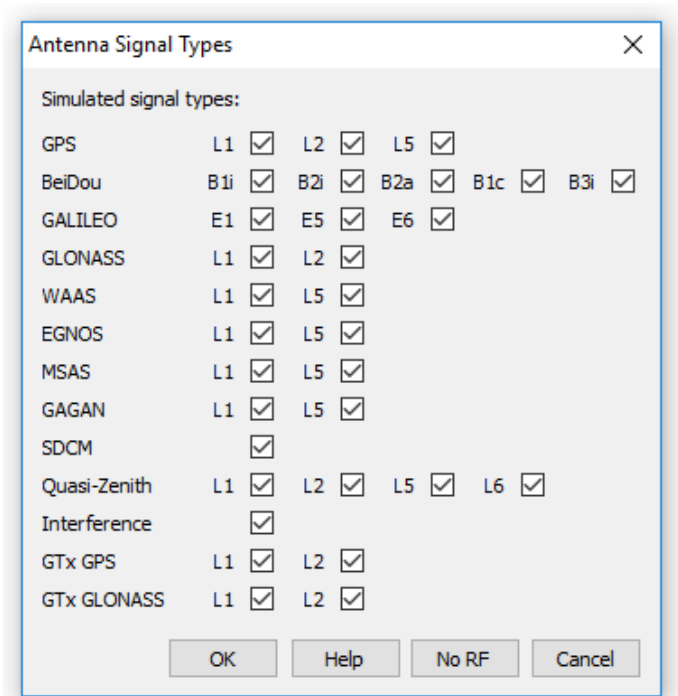 Antenna Signal Types
Simulated signal types:
GPS L1 L2 L5
BeiDou B1i B2i B2a B1c B3i
GALILEO E1 E5 E6
GLONASS L1 L2
WAAS L1 L5
EGNOS L1 L5
MSAS L1 L5
GAGAN L1 L5
SDCM
Quasi-Zenith L1 L2 L5 L6
Interference
GTx GPS L1 L2
GTx GLONASS L1 L2
OK Help No RF Cancel